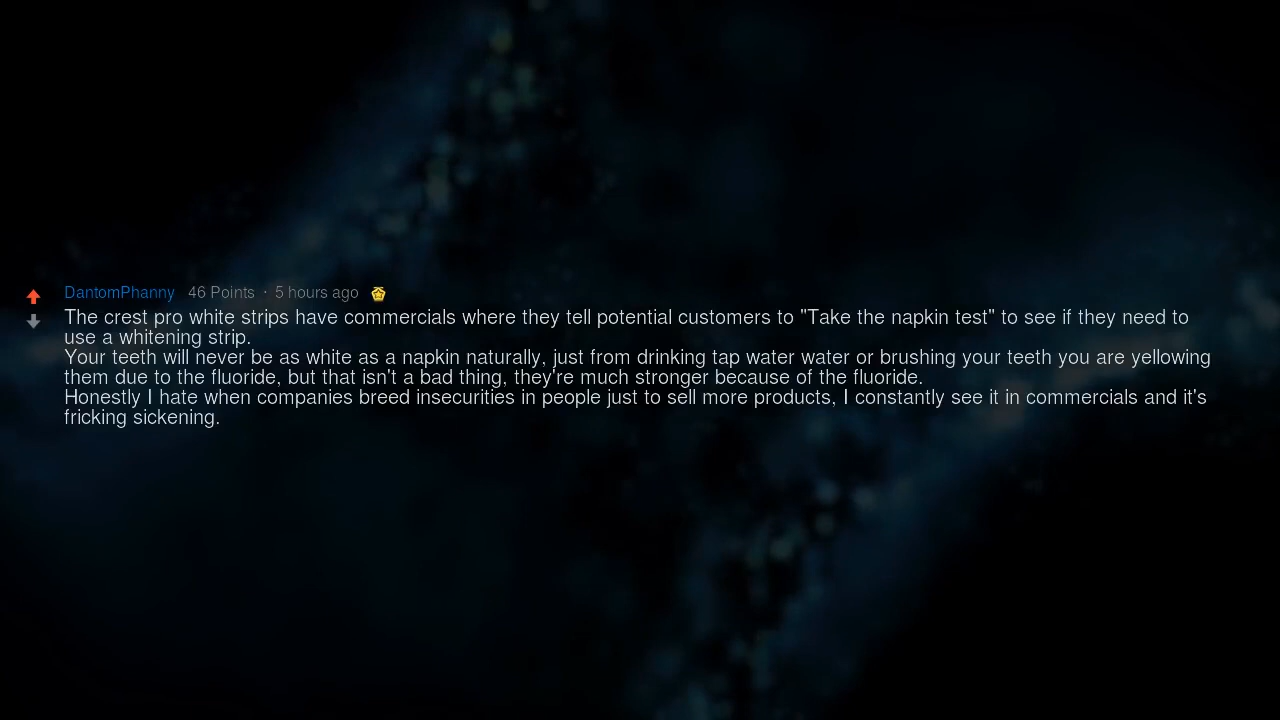 DantomPhanny 46 Points · 5 hours ago
The crest pro white strips have commercials where they tell potential customers to "Take the napkin test" to see if they need to
use a whitening strip.
Your teeth will never be as white as a napkin naturally, just from drinking tap water water or brushing your teeth you are yellowing
them due to the fluoride, but that isn't a bad thing, they're much stronger because of the fluoride.
Honestly I hate when companies breed insecurities in people just to sell more products, I constantly see it in commercials and it's
fricking sickening.